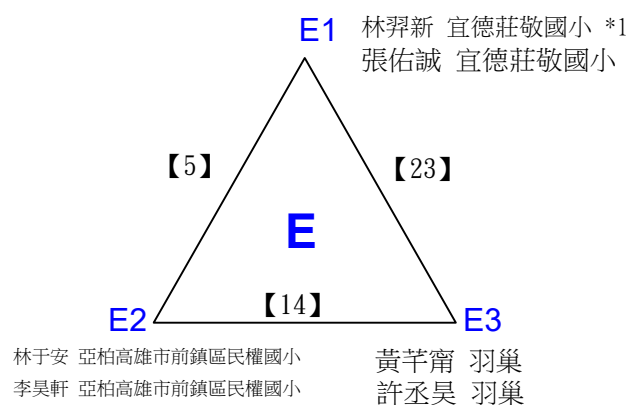 E1 林羿新 宜德莊敬國小 *1
張佑誠 宜德莊敬國小
【5】
【23】
E
【14】
E2
E3
林于安 亞柏高雄市前鎮區民權國小
李昊軒 亞柏高雄市前鎮區民權國小
黃芊甯 羽巢
許丞昊 羽巢